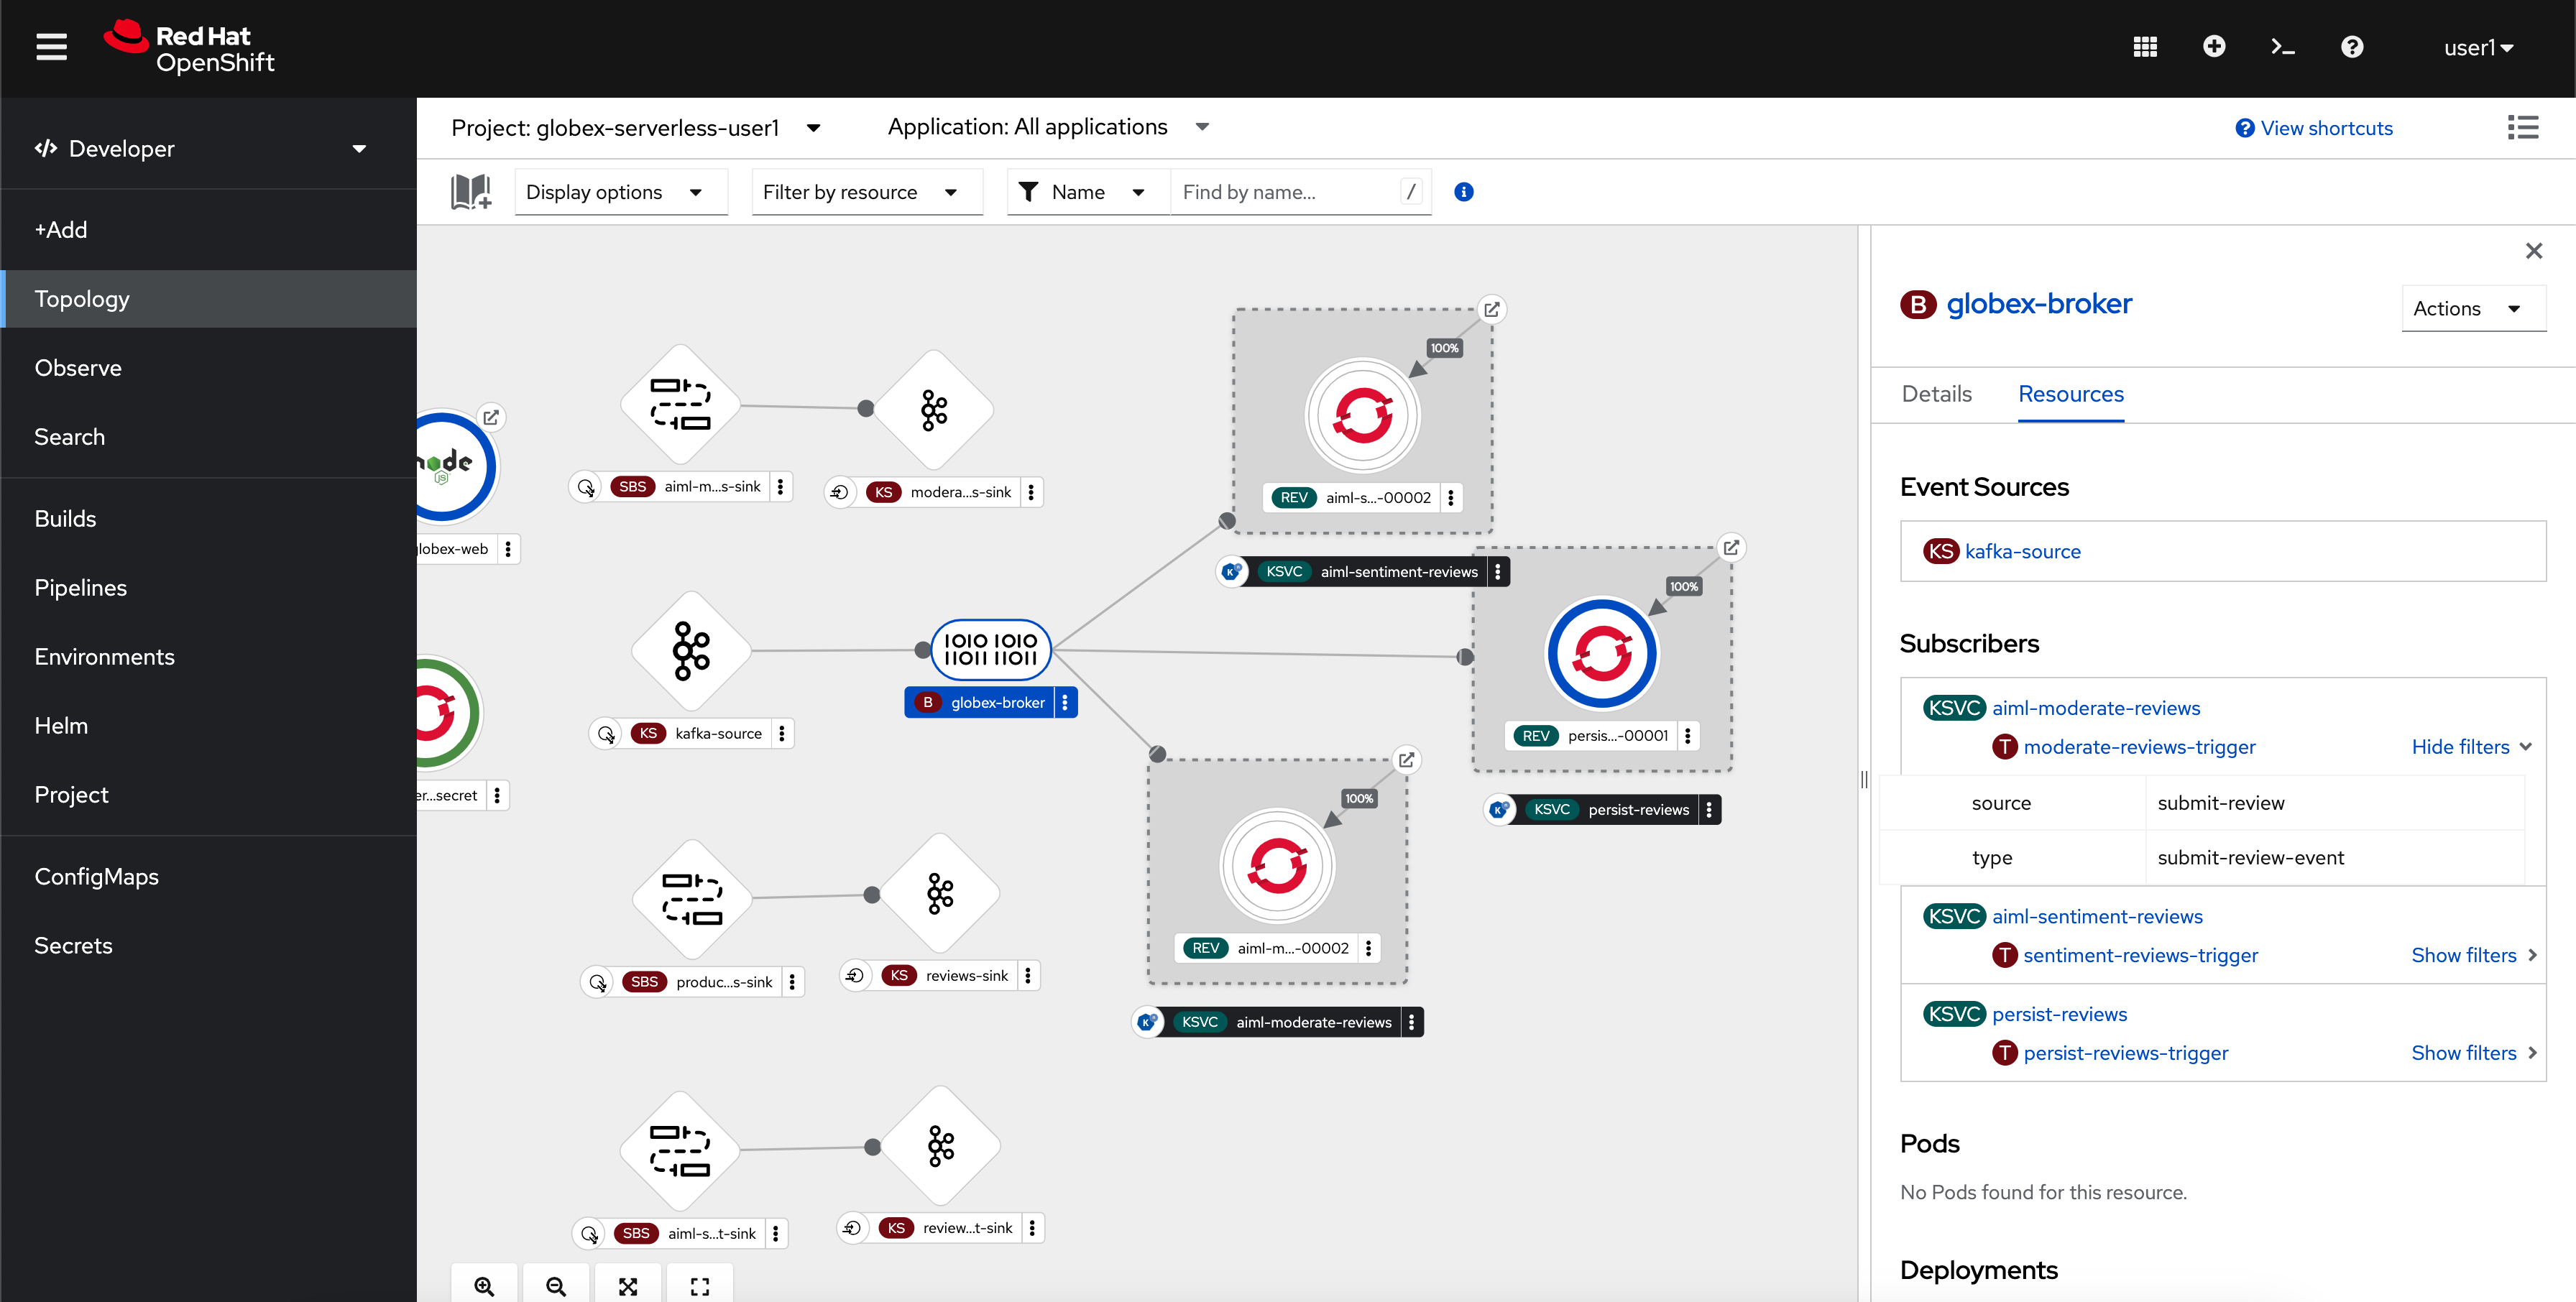 Red Hat
OpenShift
user1
Developer
+Add
Topology
Observe
Search
Builds
Pipelines
Environments
Helm
Project
ConfigMaps
Secrets
Project: globex-serverless-user1
Application: All applications
View shortcuts
Display options
Filter by resource
Name
Find by name...
/
node
JS
lobex-web
er...secret
SBS aiml-m...s-sink
KS modera...s-sink
100%
REV aiml-s...-00002
KSVC aiml-sentiment-reviews
KS kafka-source
1010 1010
11011 11011
B globex-broker
100%
REV persis...-00001
KSVC persist-reviews
100%
REV aiml-m...-00002
KSVC aiml-moderate-reviews
SBS produc...s-sink
KS reviews-sink
SBS aiml-s...t-sink
KS review...t-sink
B globex-broker
Actions
Details
Resources
Event Sources
KS kafka-source
Subscribers
KSVC aiml-moderate-reviews
T moderate-reviews-trigger Hide filters
source submit-review
type submit-review-event
KSVC aiml-sentiment-reviews
T sentiment-reviews-trigger Show filters
KSVC persist-reviews
T persist-reviews-trigger Show filters
Pods
No Pods found for this resource.
Deployments